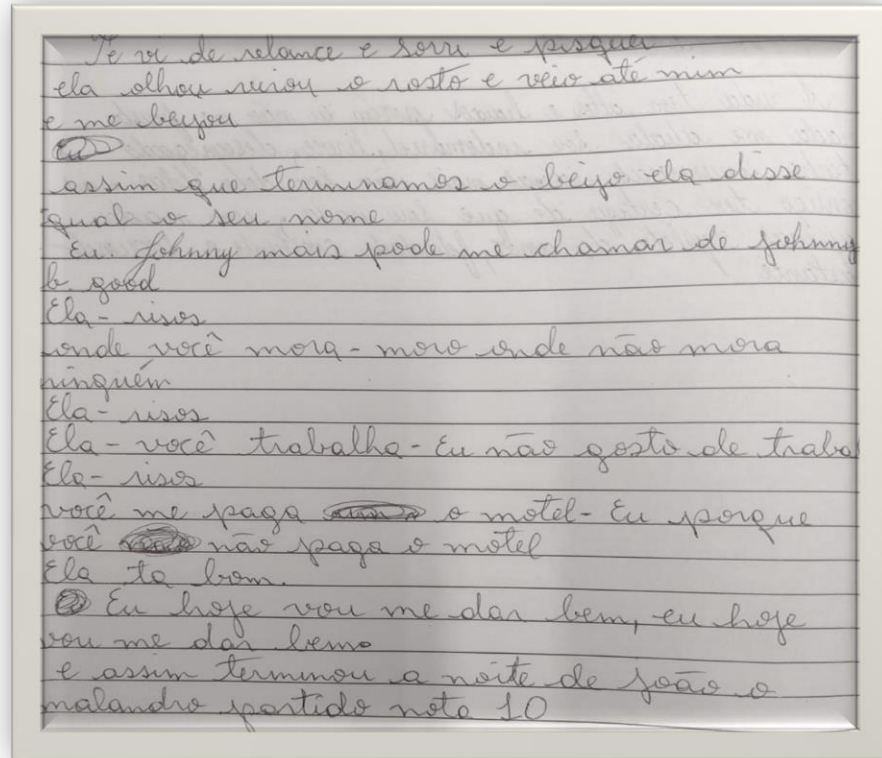 Te vi de relance e sorri e pisquei
ela olhou virou o rosto e veio até mim
e me beijou
assim que terminamos o beijo ela disse
qual o seu nome
Eu: Johnny mais pode me chamar de Johnny
b. good
Ela - risos
onde você mora - moro onde não mora
ninguém
Ela - risos
Ela - você trabalha - Eu não gosto de traba
Ela - risos
você me paga o motel - Eu porque
você não paga o motel
Ela ta bom.
Eu hoje vou me dar bem, eu hoje
vou me dar bem.
e assim terminou a noite de João o
malandro partido nota 10